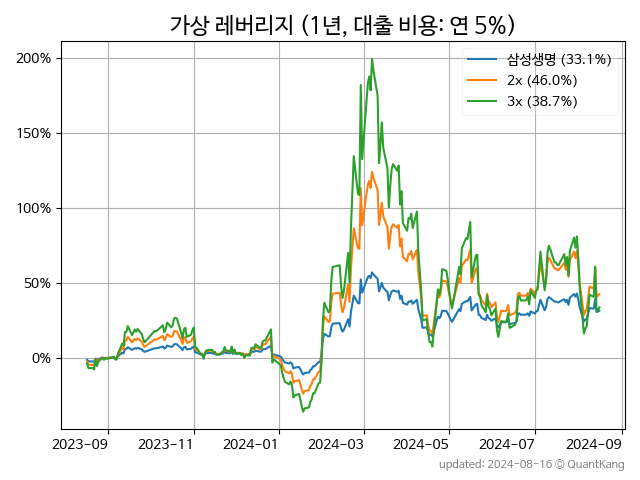 가상 레버리지 (1년, 대출 비용: 연 5%)
200%
150%
100%
50%
0%
삼성생명 (33.1%)
2x (46.0%)
3x (38.7%)
2023-09 2023-11 2024-01 2024-03 2024-05 2024-07 2024-09
updated: 2024-08-16 © QuantKang